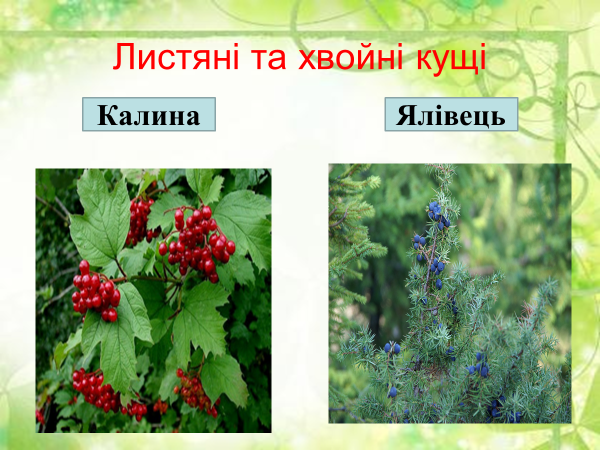 Листяні та хвойні кущі
Калина
Ялівець